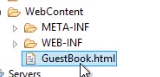 WebContent
META-INF
WEB-INF
GuestBook.html
Servers